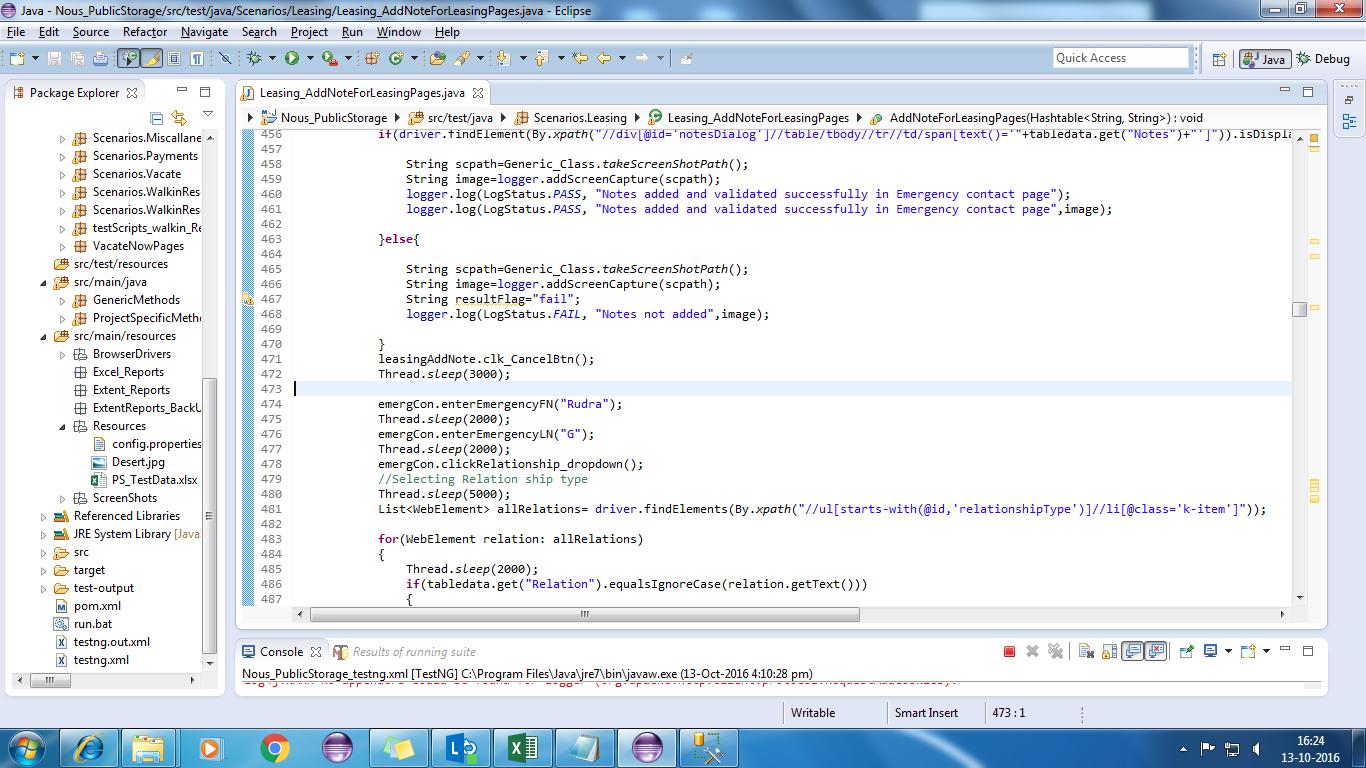 Java - Nous_PublicStorage/src/test/java/Scenarios/Leasing/Leasing_AddNoteForLeasingPages.java - Eclipse
File Edit Source Refactor Navigate Search Project Run Window Help
Quick Access
Java
Debug
Package Explorer
Scenarios.Miscellane
Scenarios.Payments
Scenarios.Vacate
Scenarios.WalkinRes
Scenarios.WalkinRes
testScripts_walkin_Re
VacateNowPages
src/test/resources
src/main/java
GenericMethods
ProjectSpecificMetho
src/main/resources
BrowserDrivers
Excel_Reports
Extent_Reports
ExtentReports_BackU
Resources
config.properties
Desert.jpg
PS_TestData.xlsx
ScreenShots
Referenced Libraries
JRE System Library [Java
src
target
test-output
pom.xml
run.bat
testng.out.xml
testng.xml
Leasing_AddNoteForLeasingPages.java
Nous_PublicStorage src/test/java Scenarios.Leasing Leasing_AddNoteForLeasingPages AddNoteForLeasingPages(Hashtable<String, String>) : void
456 if(driver.findElement(By.xpath("//div[@id='notesDialog']//table/tbody//tr//td/span[text()='"+tabledata.get("Notes")+"']")).isDispla
457
458 String scpath=Generic_Class.takeScreenShotPath();
459 String image=logger.addScreenCapture(scpath);
460 logger.log(LogStatus.PASS, "Notes added and validated successfully in Emergency contact page");
461 logger.log(LogStatus.PASS, "Notes added and validated successfully in Emergency contact page",image);
462
463 }else{
464
465 String scpath=Generic_Class.takeScreenShotPath();
466 String image=logger.addScreenCapture(scpath);
467 String resultFlag="fail";
468 logger.log(LogStatus.FAIL, "Notes not added",image);
469
470 }
471 leasingAddNote.clk_CancelBtn();
472 Thread.sleep(3000);
473
474 emergCon.enterEmergencyFN("Rudra");
475 Thread.sleep(2000);
476 emergCon.enterEmergencyLN("G");
477 Thread.sleep(2000);
478 emergCon.clickRelationship_dropdown();
479 //Selecting Relation ship type
480 Thread.sleep(5000);
481 List<WebElement> allRelations= driver.findElements(By.xpath("//ul[starts-with(@id,'relationshipType')]//li[@class='k-item']"));
482
483 for(WebElement relation: allRelations)
484 {
485 Thread.sleep(2000);
486 if(tabledata.get("Relation").equalsIgnoreCase(relation.getText()))
487 {
Console
Results of running suite
Nous_PublicStorage_testng.xml [TestNG] C:\Program Files\Java\jre7\bin\javaw.exe (13-Oct-2016 4:10:28 pm)
Writable
Smart Insert
473 : 1
16:24
13-10-2016